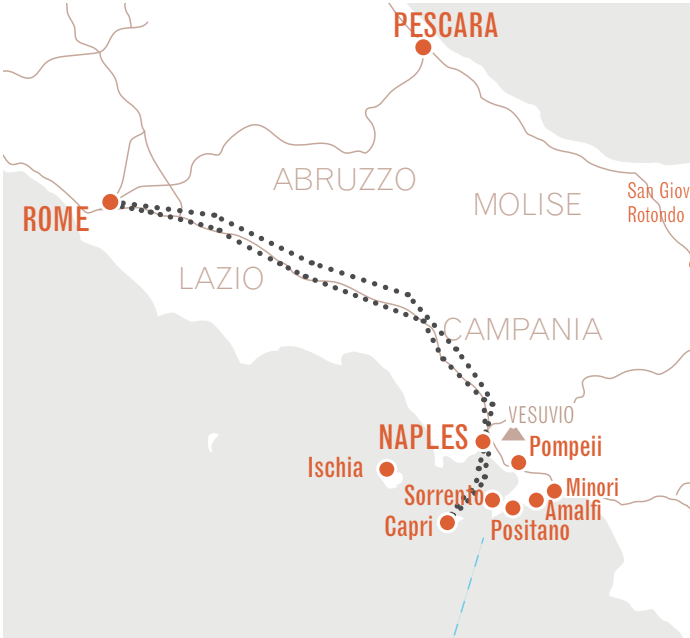 PESCARA
ABRUZZO
MOLISE
San Giov
Rotondo
ROME
LAZIO
CAMPANIA
VESUVIO
NAPLES
Pompeii
Ischia
Sorrento
Minori
Amalfi
Capri
Positano